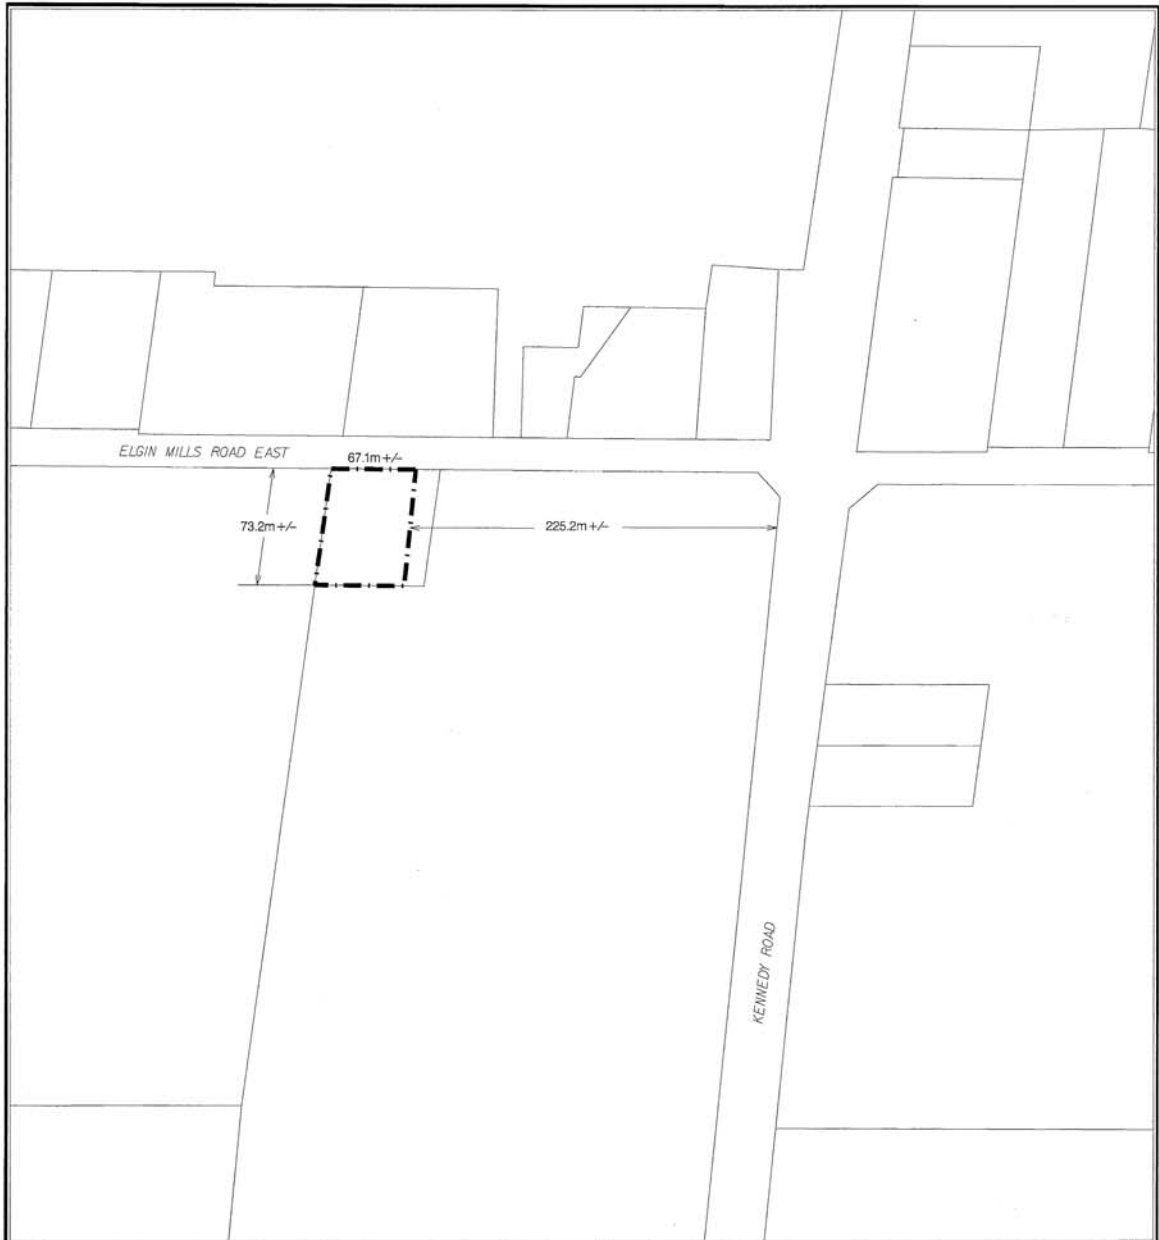 ELGIN MILLS ROAD EAST
67.1m+/-
73.2m+/-
225.2m+/-
KENNEDY ROAD